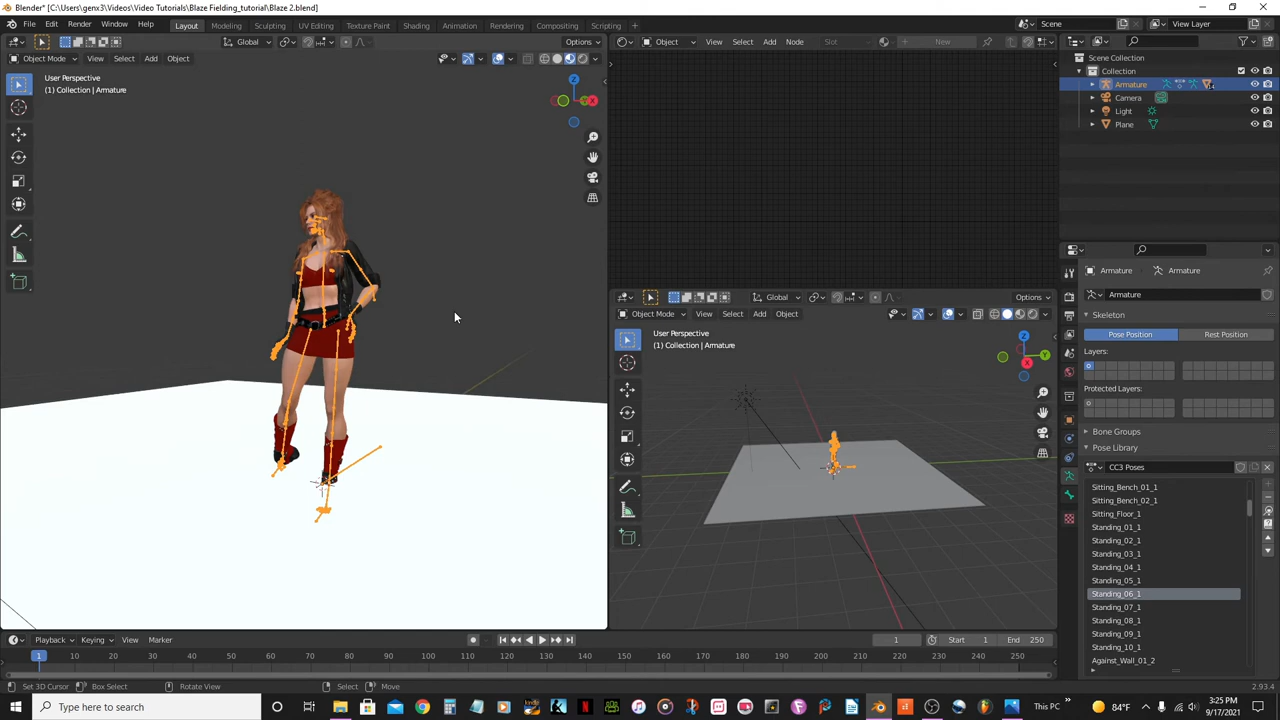 Blender* [C:\Users\genx3\Videos\Video Tutorials\Blaze Fielding_tutorial\Blaze 2.blend]
File Edit Render Window Help Layout Modeling Sculpting UV Editing Texture Paint Shading Animation Rendering Compositing Scripting Scene View Layer
Global Options Object View Select Add Node Slot New
Object Mode View Select Add Object
User Perspective
(1) Collection | Armature
Z
X
Scene Collection
Collection
Armature
Camera
Light
Plane
Global Options
Object Mode View Select Add Object
User Perspective
(1) Collection | Armature
Z
Y
X
Armature Armature
Armature
Skeleton
Pose Position Rest Position
Layers:
Protected Layers:
Bone Groups
Pose Library
CC3 Poses
Sitting_Bench_01_1
Sitting_Bench_02_1
Sitting_Floor_1
Standing_01_1
Standing_02_1
Standing_03_1
Standing_04_1
Standing_05_1
Standing_06_1
Standing_07_1
Standing_08_1
Standing_09_1
Standing_10_1
Against_Wall_01_2
Playback Keying View Marker 1 Start 1 End 250
1 10 20 30 40 50 60 70 80 90 100 110 120 130 140 150 160 170 180 190 200 210 220 230 240 250
Set 3D Cursor Box Select Rotate View Select Move 2.93.4
Type here to search
This PC 84°F 3:25 PM
9/17/2021